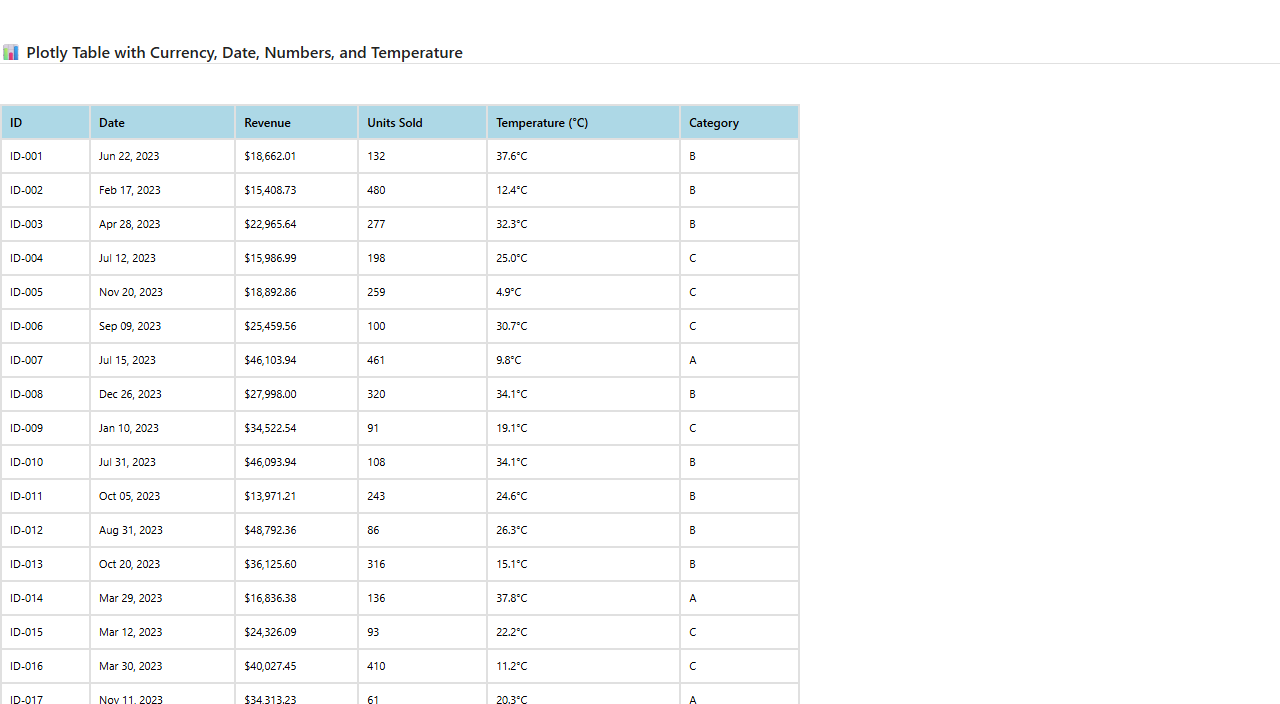 📊 Plotly Table with Currency, Date, Numbers, and Temperature
ID Date Revenue Units Sold Temperature (°C) Category
ID-001 Jun 22, 2023 $18,662.01 132 37.6°C B
ID-002 Feb 17, 2023 $15,408.73 480 12.4°C B
ID-003 Apr 28, 2023 $22,965.64 277 32.3°C B
ID-004 Jul 12, 2023 $15,986.99 198 25.0°C C
ID-005 Nov 20, 2023 $18,892.86 259 4.9°C C
ID-006 Sep 09, 2023 $25,459.56 100 30.7°C C
ID-007 Jul 15, 2023 $46,103.94 461 9.8°C A
ID-008 Dec 26, 2023 $27,998.00 320 34.1°C B
ID-009 Jan 10, 2023 $34,522.54 91 19.1°C C
ID-010 Jul 31, 2023 $46,093.94 108 34.1°C B
ID-011 Oct 05, 2023 $13,971.21 243 24.6°C B
ID-012 Aug 31, 2023 $48,792.36 86 26.3°C B
ID-013 Oct 20, 2023 $36,125.60 316 15.1°C B
ID-014 Mar 29, 2023 $16,836.38 136 37.8°C A
ID-015 Mar 12, 2023 $24,326.09 93 22.2°C C
ID-016 Mar 30, 2023 $40,027.45 410 11.2°C C
ID-017 Nov 11, 2023 $34,313.23 61 20.3°C A